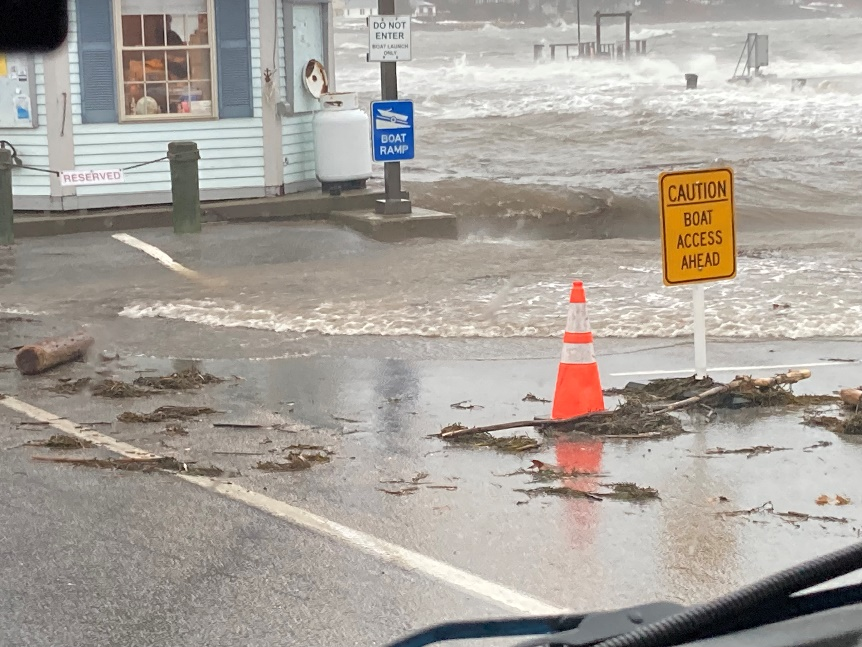 DO NOT
ENTER
BOAT LAUNCH
ONLY
BOAT
RAMP
RESERVED
CAUTION
BOAT
ACCESS
AHEAD